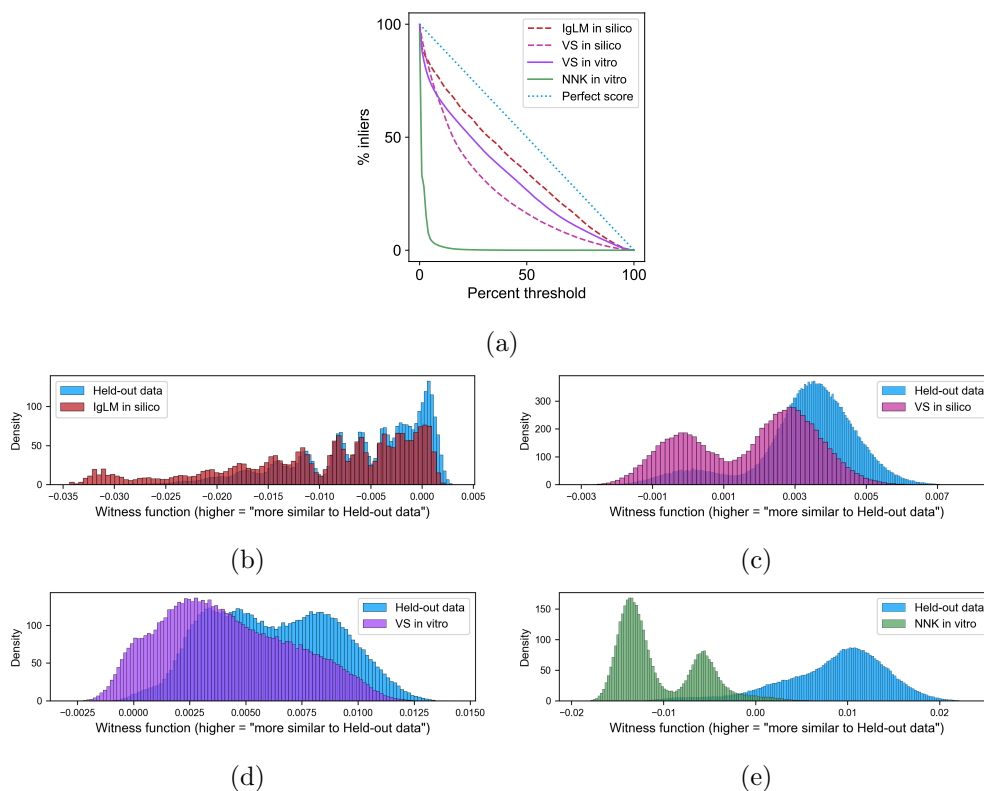 100
50
0
% inliers
IgLM in silico
VS in silico
VS in vitro
NNK in vitro
Perfect score
0 50 100
Percent threshold
(a)
100
50
0
Density
Held-out data
IgLM in silico
−0.035 −0.030 −0.025 −0.020 −0.015 −0.010 −0.005 0.000 0.005
Witness function (higher = "more similar to Held-out data")
(b)
300
200
100
0
Density
Held-out data
VS in silico
−0.003 −0.001 0.001 0.003 0.005 0.007
Witness function (higher = "more similar to Held-out data")
(c)
100
50
0
Density
Held-out data
VS in vitro
−0.0025 0.0000 0.0025 0.0050 0.0075 0.0100 0.0125 0.0150
Witness function (higher = "more similar to Held-out data")
(d)
150
100
50
0
Density
Held-out data
NNK in vitro
−0.02 −0.01 0.00 0.01 0.02
Witness function (higher = "more similar to Held-out data")
(e)